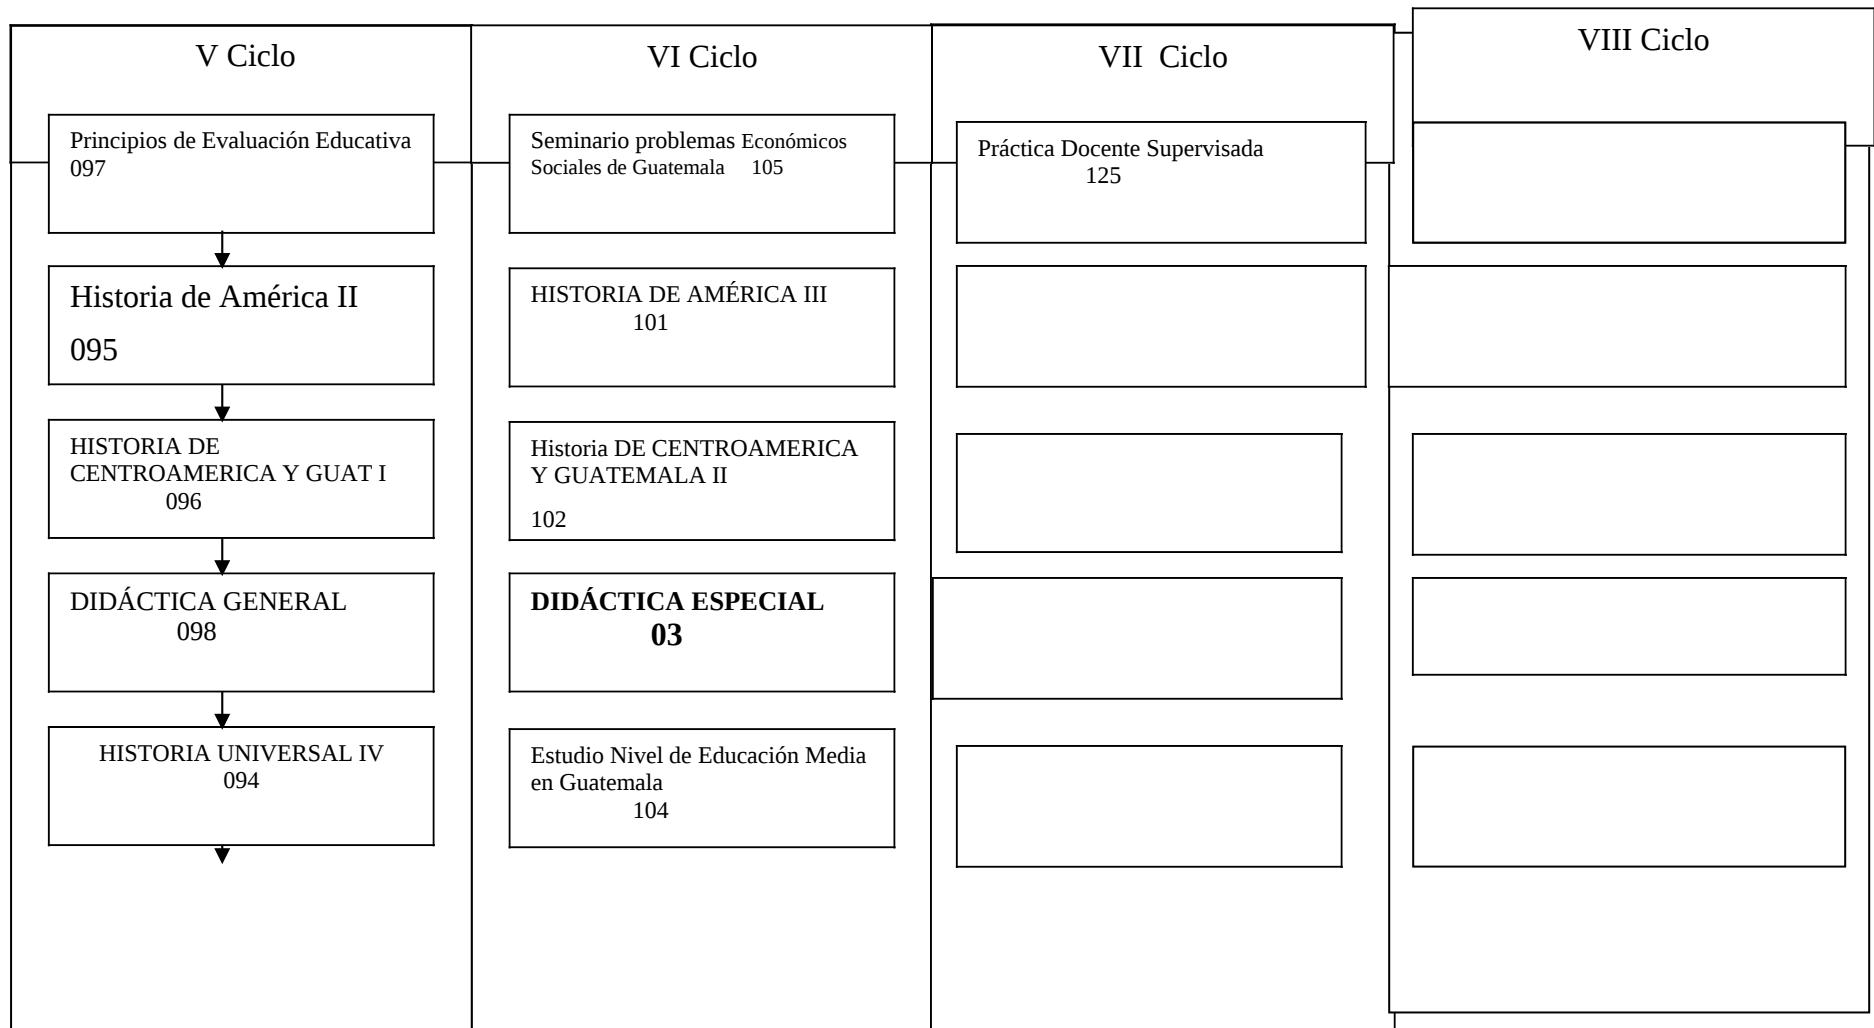 V Ciclo
Principios de Evaluación Educativa
097
Historia de América II
095
HISTORIA DE
CENTROAMERICA Y GUAT I
096
DIDÁCTICA GENERAL
098
HISTORIA UNIVERSAL IV
094
VI Ciclo
Seminario problemas Económicos
Sociales de Guatemala 105
HISTORIA DE AMÉRICA III
101
Historia DE CENTROAMERICA
Y GUATEMALA II
102
DIDÁCTICA ESPECIAL
03
Estudio Nivel de Educación Media
en Guatemala
104
VII Ciclo
Práctica Docente Supervisada
125
VIII Ciclo